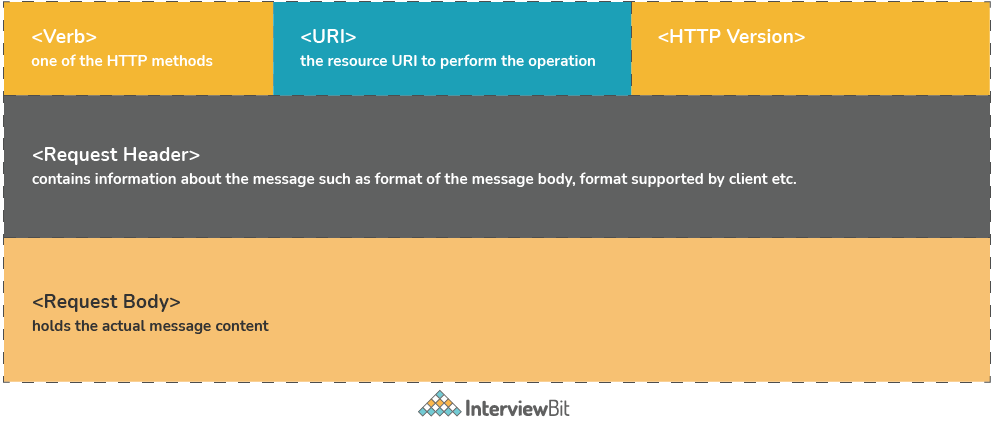 <Verb>
one of the HTTP methods
<URI>
the resource URI to perform the operation
<HTTP Version>
<Request Header>
contains information about the message such as format of the message body, format supported by client etc.
<Request Body>
holds the actual message content
InterviewBit